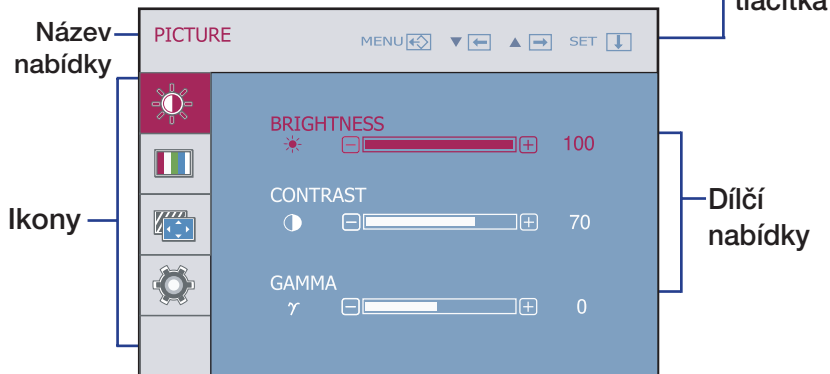 tlačítka
Název
nabídky
PICTURE
MENU ▼ ▲ SET
BRIGHTNESS
100
CONTRAST
70
GAMMA
γ 0
Ikony
Dílčí
nabídky